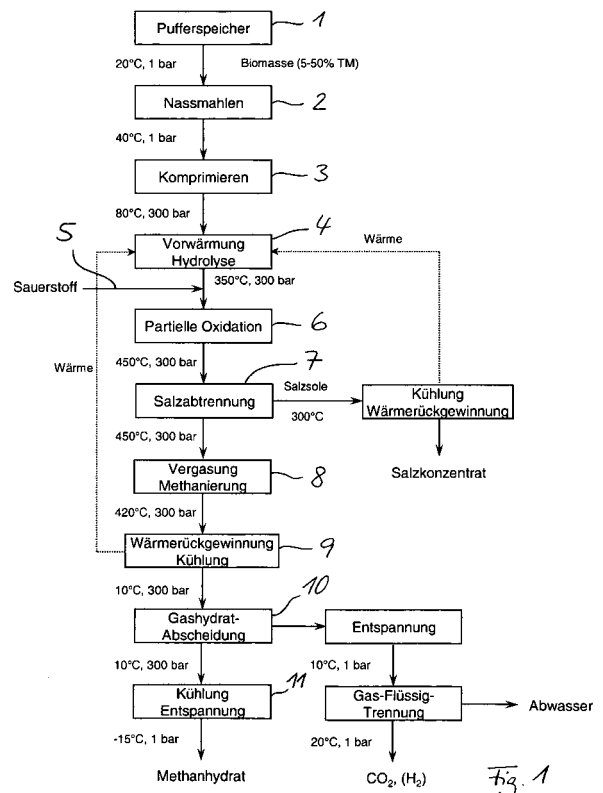 Pufferspeicher 1
20°C, 1 bar Biomasse (5-50% TM)
Nassmahlen 2
40°C, 1 bar
Komprimieren 3
80°C, 300 bar
4
5
Vorwärmung
Hydrolyse
Wärme
350°C, 300 bar
Sauerstoff
Partielle Oxidation 6
450°C, 300 bar
7
Wärme
Salzabtrennung
Salzsole
300°C
Kühlung
Wärmerückgewinnung
450°C, 300 bar
Salzkonzentrat
Vergasung
Methanierung
8
420°C, 300 bar
Wärmerückgewinnung
Kühlung
9
10°C, 300 bar
10
Gashydrat-
Abscheidung
Entspannung
10°C, 300 bar
10°C, 1 bar
11
Kühlung
Entspannung
Gas-Flüssig-
Trennung
Abwasser
-15°C, 1 bar
20°C, 1 bar
Methanhydrat
CO2, (H2)
Fig. 1